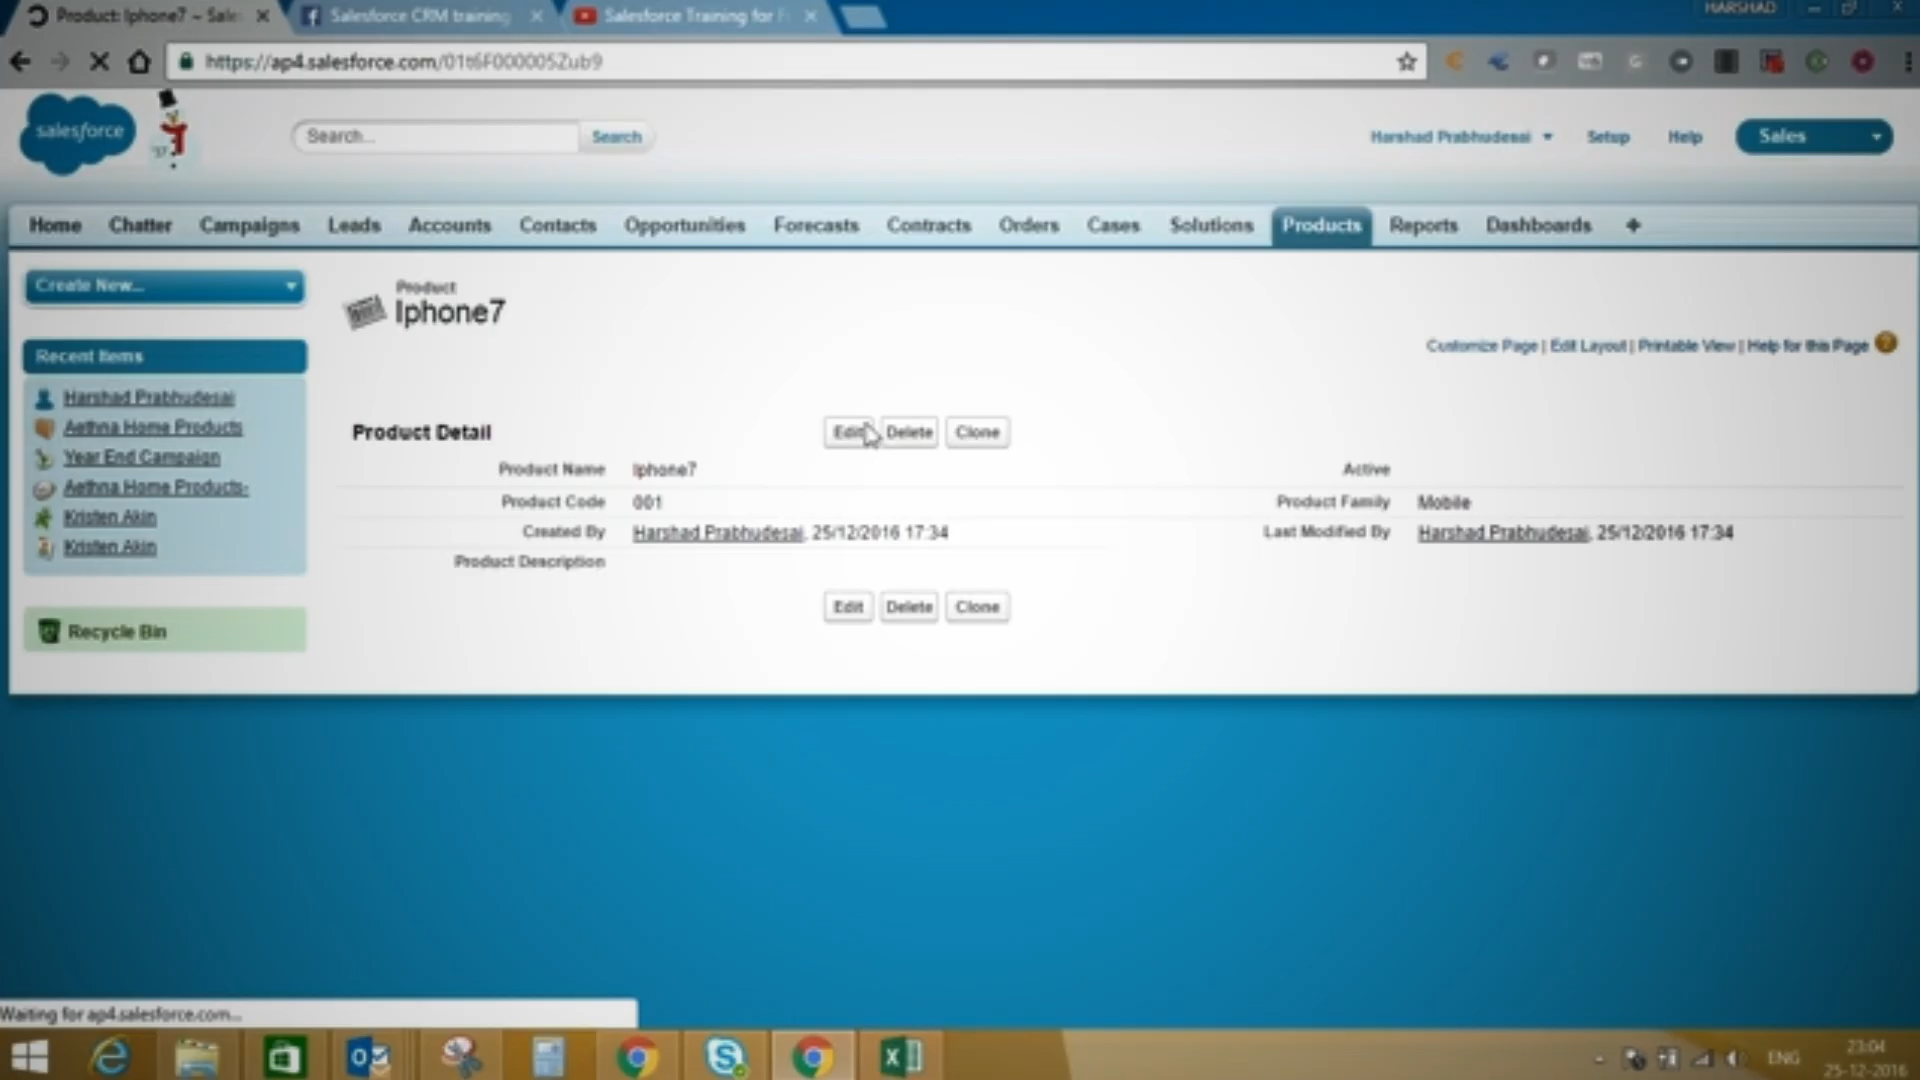 Product: Iphone7 ~ Sale
Salesforce CRM training
Salesforce Training for F
HARSHAD
https://ap4.salesforce.com/01t6F000005Zub9
salesforce
Search...
Search
Harshad Prabhudesai
Setup
Help
Sales
Home
Chatter
Campaigns
Leads
Accounts
Contacts
Opportunities
Forecasts
Contracts
Orders
Cases
Solutions
Products
Reports
Dashboards
+
Create New...
Product
Iphone7
Customize Page | Edit Layout | Printable View | Help for this Page ?
Recent Items
Harshad Prabhudesai
Aethna Home Products
Year End Campaign
Aethna Home Products-
Kristen Akin
Kristen Akin
Recycle Bin
Product Detail
Edit
Delete
Clone
Product Name Iphone7
Active
Product Code 001
Product Family Mobile
Created By Harshad Prabhudesai, 25/12/2016 17:34
Last Modified By Harshad Prabhudesai, 25/12/2016 17:34
Product Description
Edit
Delete
Clone
Waiting for ap4.salesforce.com...
ENG
23:04
25-12-2016